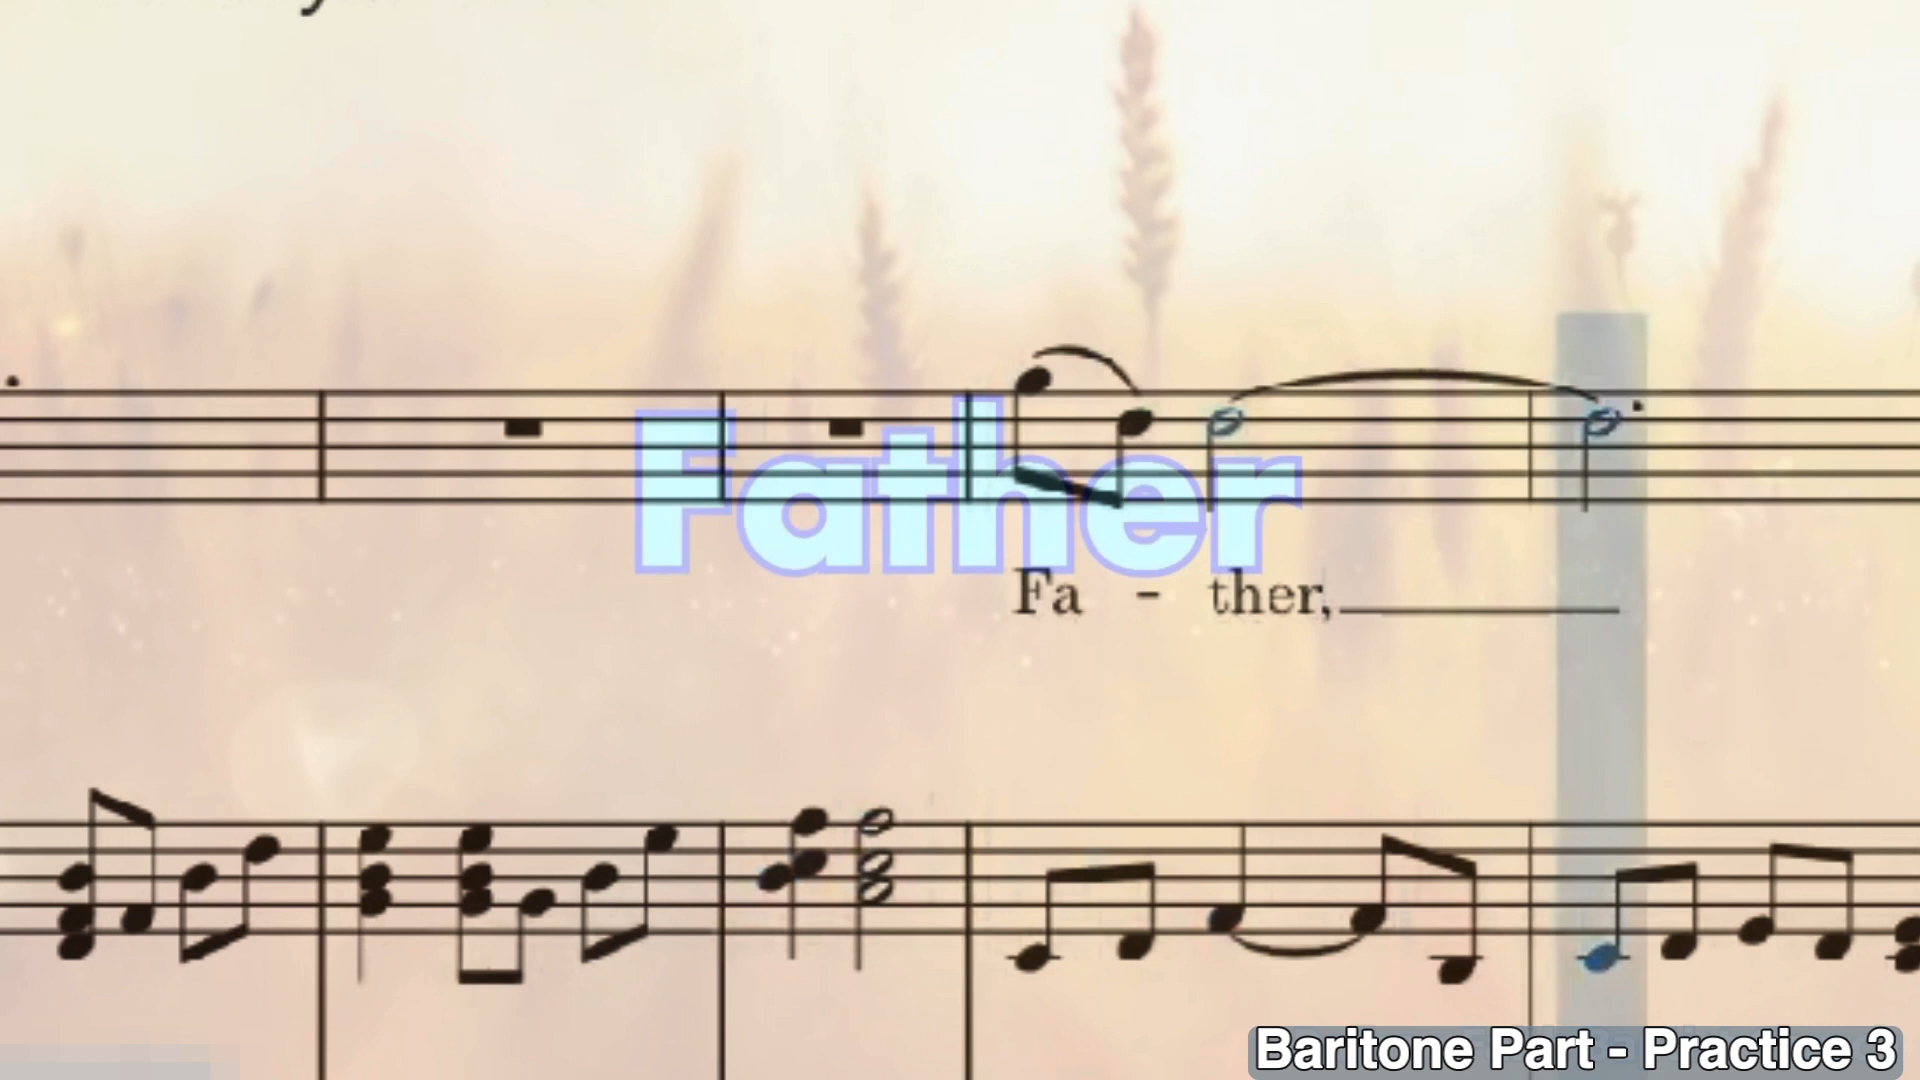 Father
Fa - ther,
Baritone Part - Practice 3